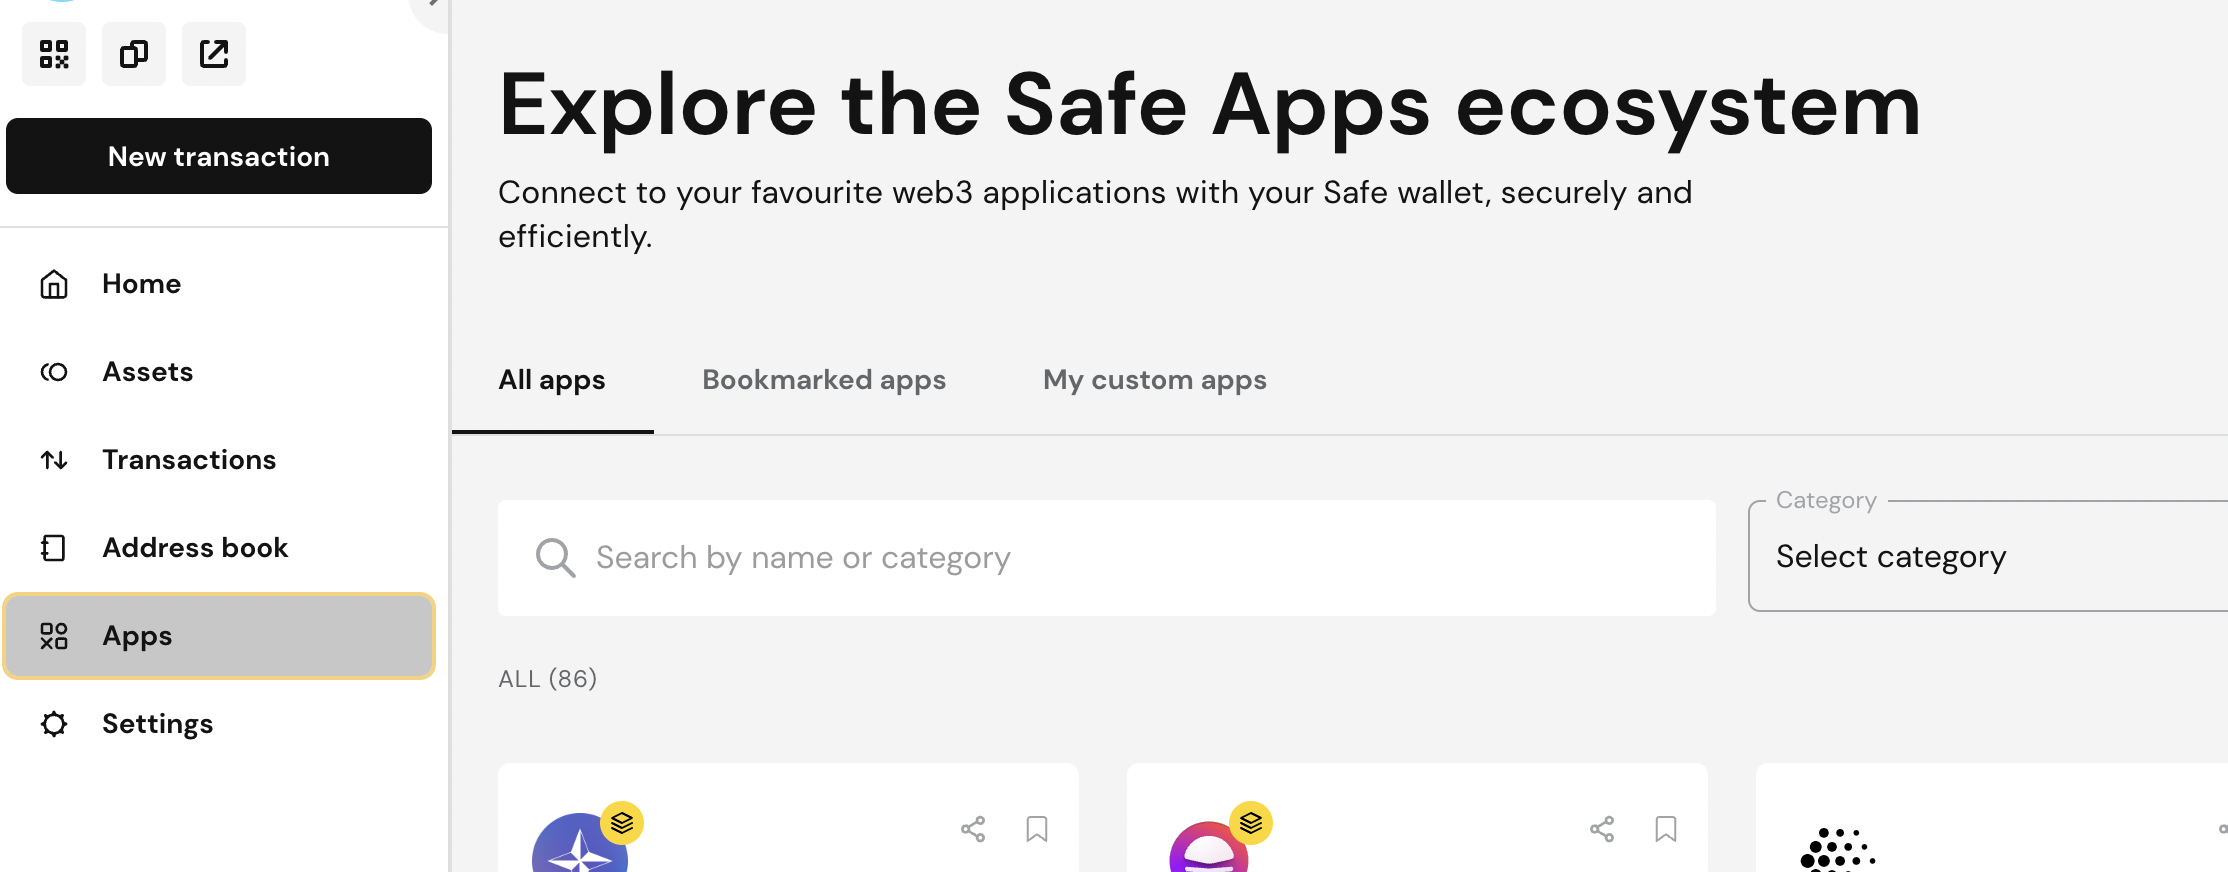 New transaction
Home
Assets
Transactions
Address book
Apps
Settings
Explore the Safe Apps ecosystem
Connect to your favourite web3 applications with your Safe wallet, securely and
efficiently.
All apps
Bookmarked apps
My custom apps
Search by name or category
Category
Select category
ALL (86)